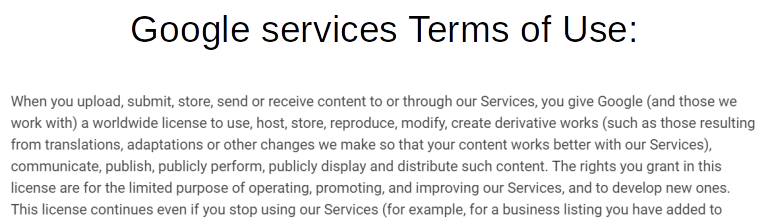 Google services Terms of Use:
When you upload, submit, store, send or receive content to or through our Services, you give Google (and those we
work with) a worldwide license to use, host, store, reproduce, modify, create derivative works (such as those resulting
from translations, adaptations or other changes we make so that your content works better with our Services),
communicate, publish, publicly perform, publicly display and distribute such content. The rights you grant in this
license are for the limited purpose of operating, promoting, and improving our Services, and to develop new ones.
This license continues even if you stop using our Services (for example, for a business listing you have added to